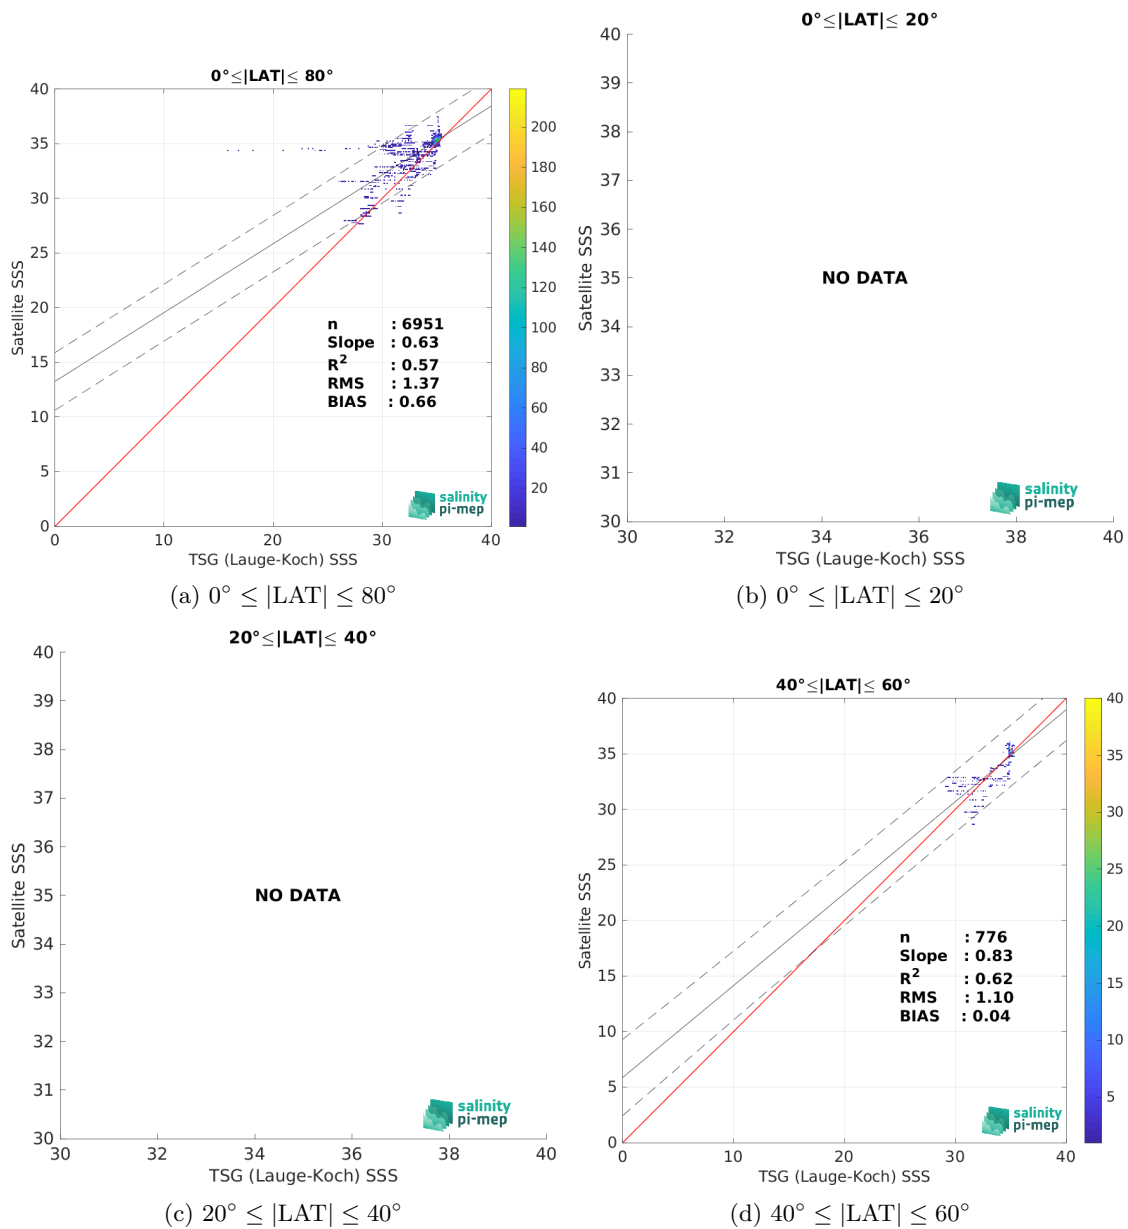 0°≤|LAT|≤ 80°
40
35
30
25
20
15
10
5
0
Satellite SSS
n : 6951
Slope : 0.63
R² : 0.57
RMS : 1.37
BIAS : 0.66
salinity
pi-mep
0 10 20 30 40
TSG (Lauge-Koch) SSS
200
180
160
140
120
100
80
60
40
20
(a) 0° ≤ |LAT| ≤ 80°
0°≤|LAT|≤ 20°
40
39
38
37
36
35
34
33
32
31
30
Satellite SSS
NO DATA
salinity
pi-mep
30 32 34 36 38 40
TSG (Lauge-Koch) SSS
(b) 0° ≤ |LAT| ≤ 20°
20°≤|LAT|≤ 40°
40
39
38
37
36
35
34
33
32
31
30
Satellite SSS
NO DATA
salinity
pi-mep
30 32 34 36 38 40
TSG (Lauge-Koch) SSS
(c) 20° ≤ |LAT| ≤ 40°
40°≤|LAT|≤ 60°
40
35
30
25
20
15
10
5
0
Satellite SSS
n : 776
Slope : 0.83
R² : 0.62
RMS : 1.10
BIAS : 0.04
salinity
pi-mep
0 10 20 30 40
TSG (Lauge-Koch) SSS
40
35
30
25
20
15
10
5
(d) 40° ≤ |LAT| ≤ 60°